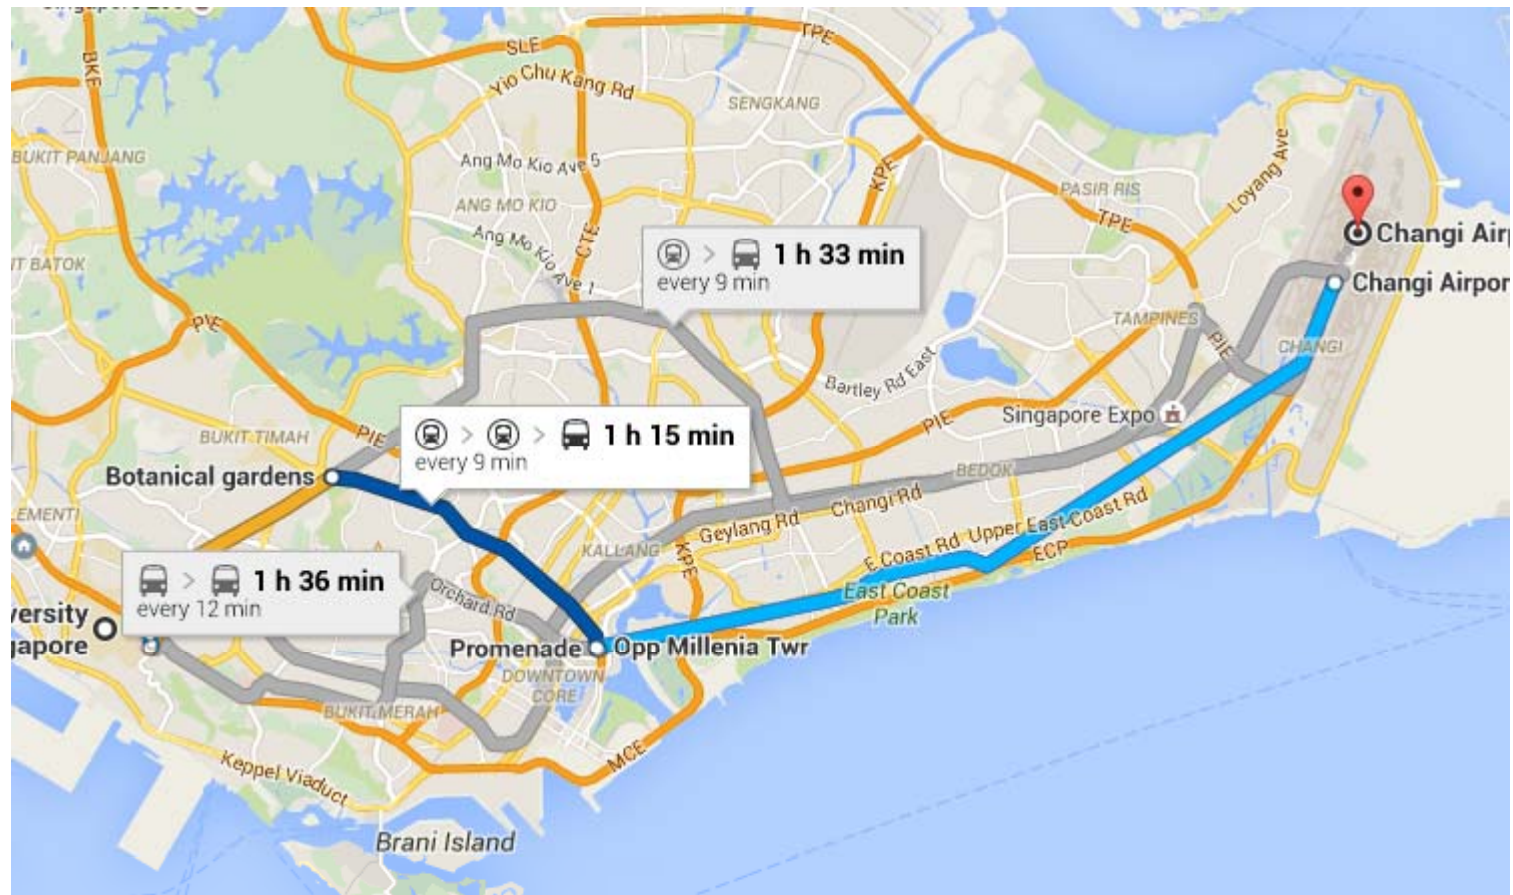 SLE
TPE
BKE
Yio Chu Kang Rd
SENGKANG
BUKIT PANJANG
Ang Mo Kio Ave 5
KPE
Loyang Ave
PASIR RIS
ANG MO KIO
TPE
CTE
Ang Mo Kio Ave 1
1 h 33 min
every 9 min
Changi Air
IT BATOK
Changi Airpor
PIE
TAMPINES
PIE
CHANGI
Bartley Rd East
BUKIT TIMAH
PIE
1 h 15 min
every 9 min
PIE
Singapore Expo
Botanical gardens
BEDOK
LEMENTI
Geylang Rd
Changi Rd
E Coast Rd
Upper East Coast Rd
KALLANG
KPE
ECP
1 h 36 min
every 12 min
Orchard Rd
East Coast
Park
versity
gapore
Promenade
Opp Millenia Twr
DOWNTOWN
CORE
BUKIT MERAH
MCE
Keppel Viaduct
Brani Island